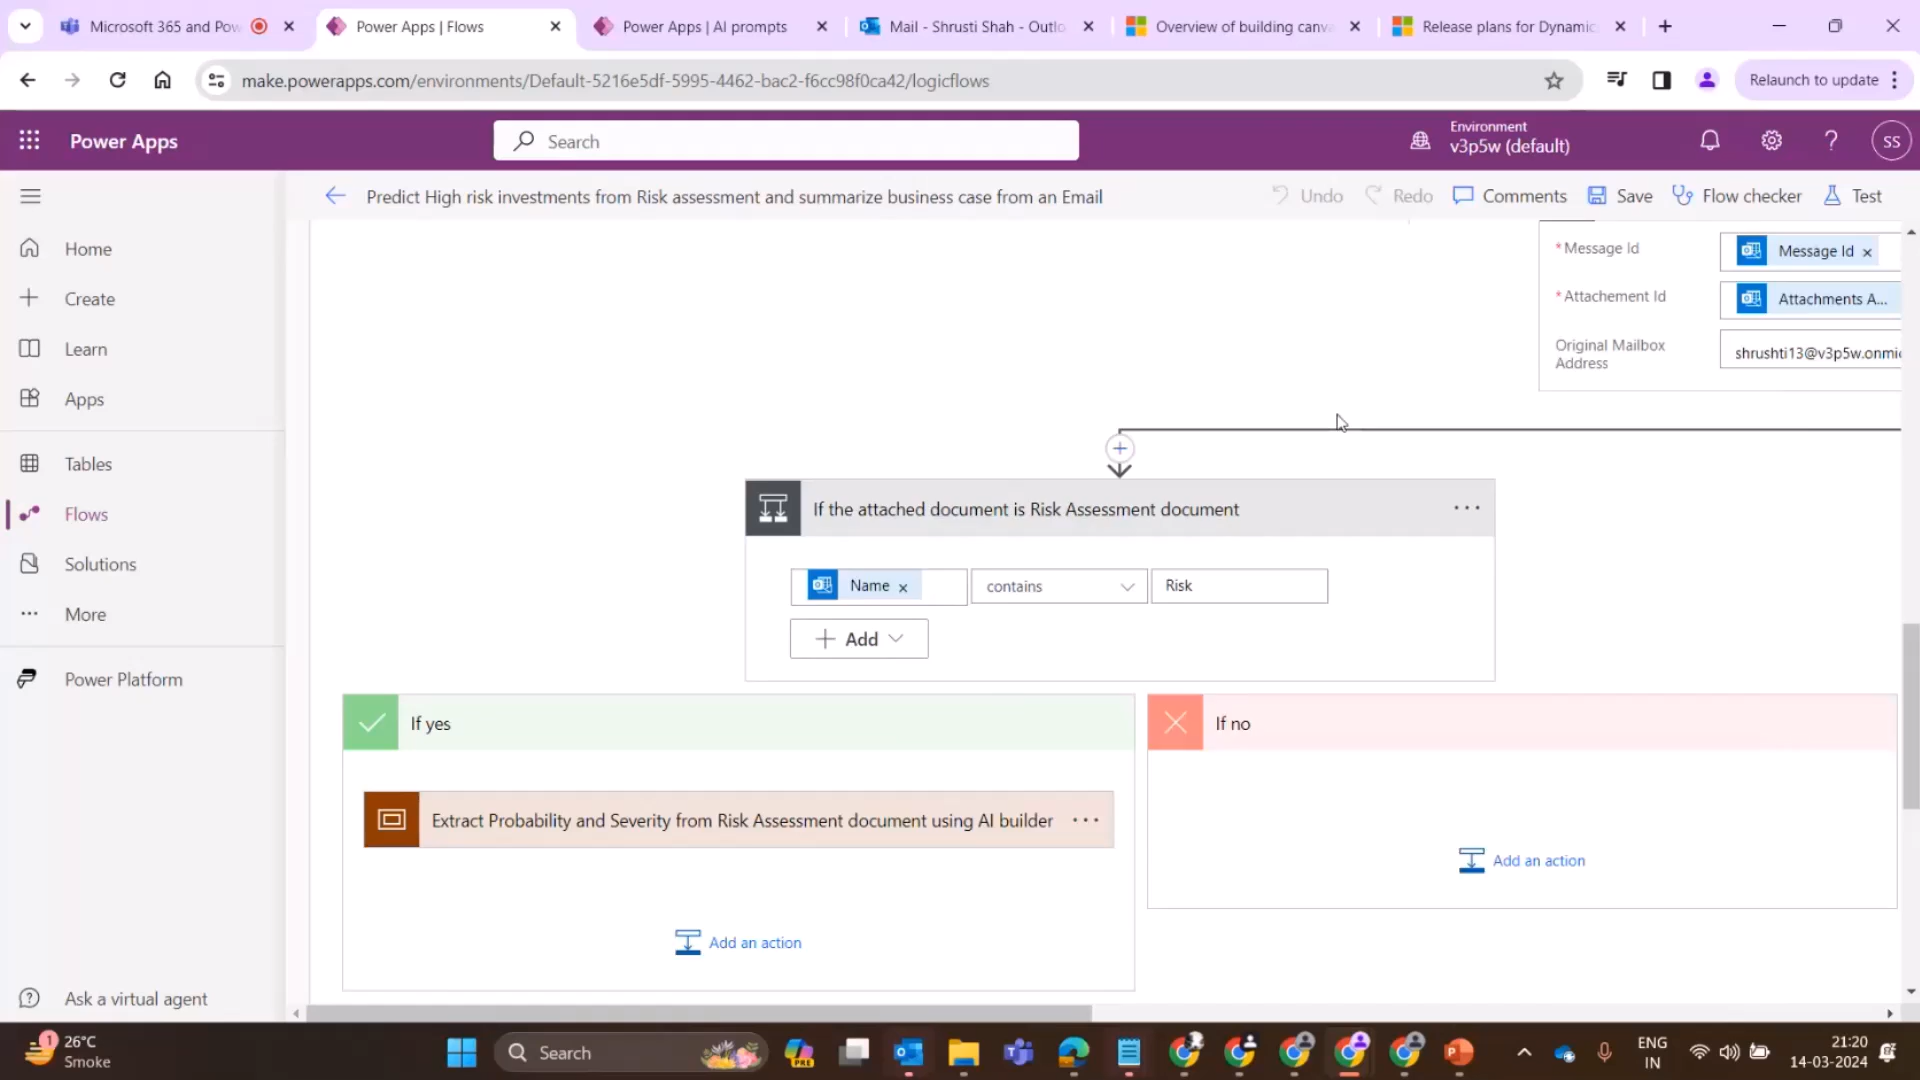 Microsoft 365 and Pow
Power Apps | Flows
Power Apps | AI prompts
Mail - Shrusti Shah - Outlo
Overview of building canva
Release plans for Dynamic
make.powerapps.com/environments/Default-5216e5df-5995-4462-bac2-f6cc98f0ca42/logicflows
Relaunch to update
Power Apps
Search
Environment
v3p5w (default)
SS
Predict High risk investments from Risk assessment and summarize business case from an Email
Undo
Redo
Comments
Save
Flow checker
Test
Home
Create
Learn
Apps
Tables
Flows
Solutions
More
Power Platform
Ask a virtual agent
* Message Id
Message Id
* Attachement Id
Attachments A...
Original Mailbox
Address
shrushti13@v3p5w.onmic
If the attached document is Risk Assessment document
Name
contains
Risk
Add
If yes
Extract Probability and Severity from Risk Assessment document using AI builder
Add an action
If no
Add an action
1
26°C
Smoke
Search
PRE
ENG
IN
21:20
14-03-2024